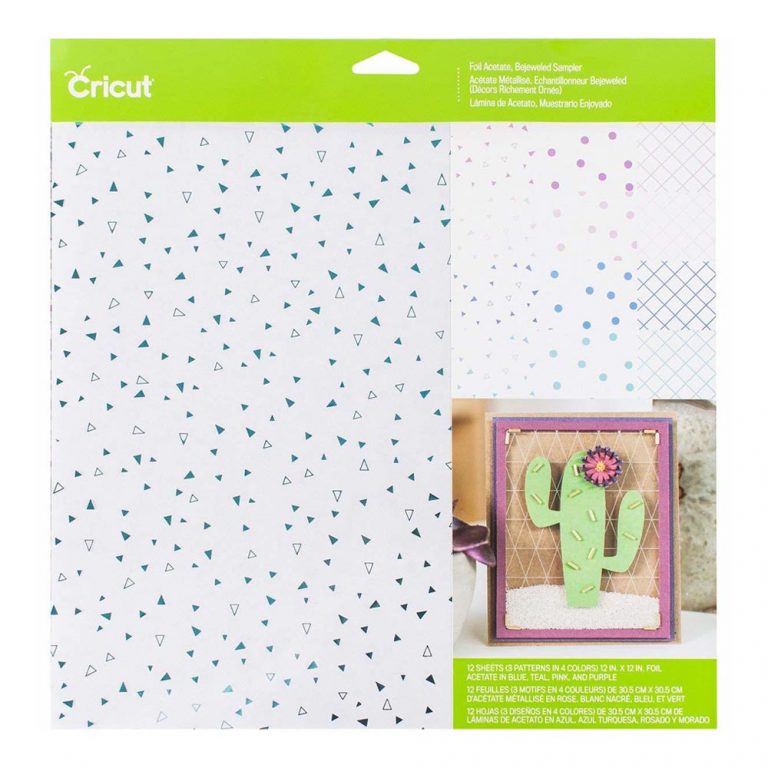 Cricut
Foil Acetate, Bejeweled Sampler
Acétate Métallisé, Echantillonneur Bejeweled
(Décors Richement Ornés)
Lámina de Acetato, Muestrario Enjoyado
12 SHEETS (3 PATTERNS IN 4 COLORS) 12 IN. X 12 IN. FOIL
ACETATE IN BLUE, TEAL, PINK, AND PURPLE
12 FEUILLES (3 MOTIFS EN 4 COULEURS) DE 30.5 CM X 30.5 CM
D'ACÉTATE MÉTALLISÉ EN ROSE, BLANC NACRÉ, BLEU, ET VERT
12 HOJAS (3 DISEÑOS EN 4 COLORES) DE 30.5 CM X 30.5 CM DE
LÁMINAS DE ACETATO EN AZUL, AZUL TURQUESA, ROSADO Y MORADO